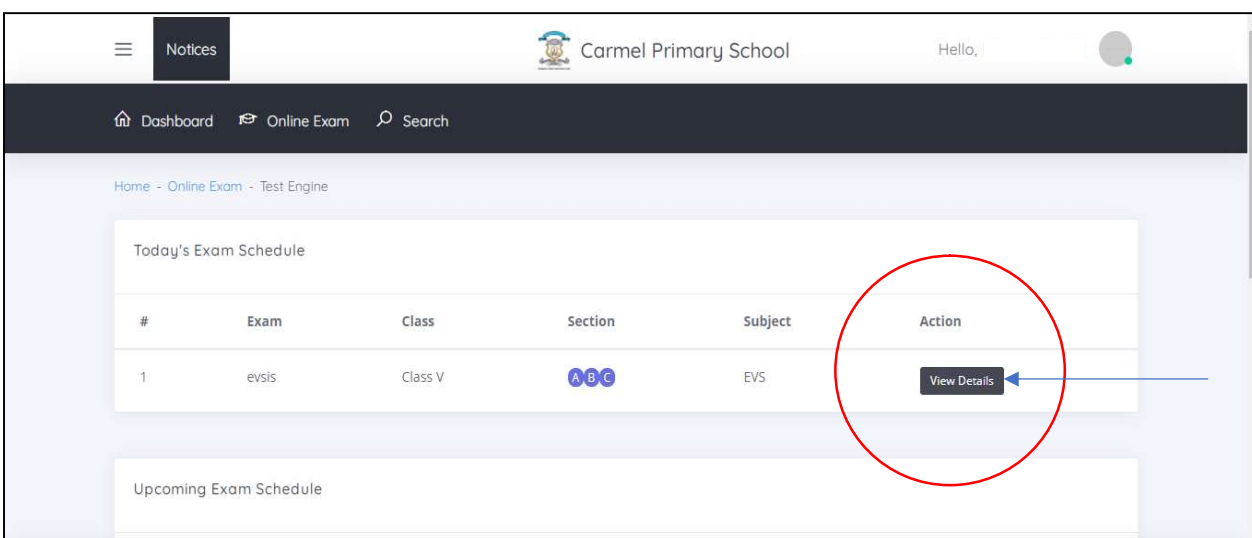 Notices Carmel Primary School Hello,
Dashboard Online Exam Search
Home - Online Exam - Test Engine
Today's Exam Schedule
# Exam Class Section Subject Action
1 evsis Class V A B C EVS View Details
Upcoming Exam Schedule